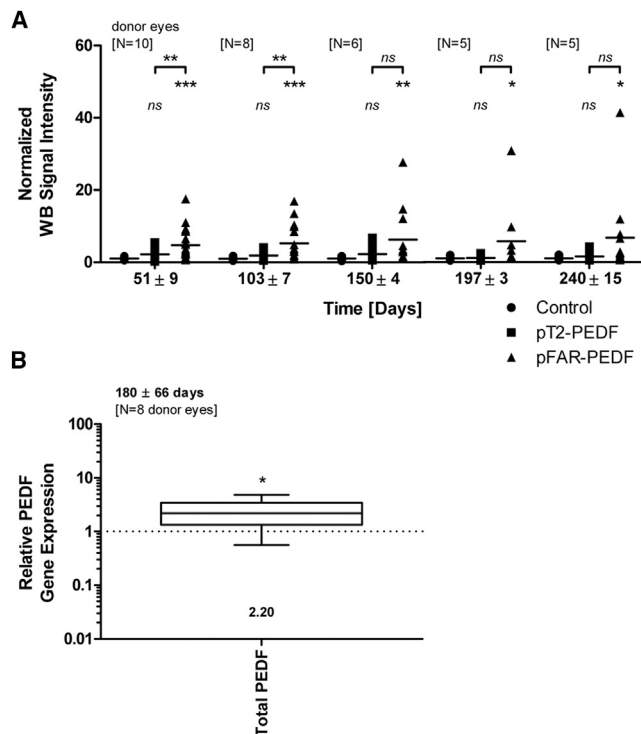 A
donor eyes
[N=10] [N=8] [N=6] [N=5] [N=5]
** ** ns ns ns
*** *** ** * *
ns ns ns ns ns
60
40
20
0
Normalized
WB Signal Intensity
51 ± 9 103 ± 7 150 ± 4 197 ± 3 240 ± 15
Time [Days]
Control
pT2-PEDF
pFAR-PEDF
B
180 ± 66 days
[N=8 donor eyes]
100
10
1
0.1
0.01
Relative PEDF
Gene Expression
*
2.20
Total PEDF